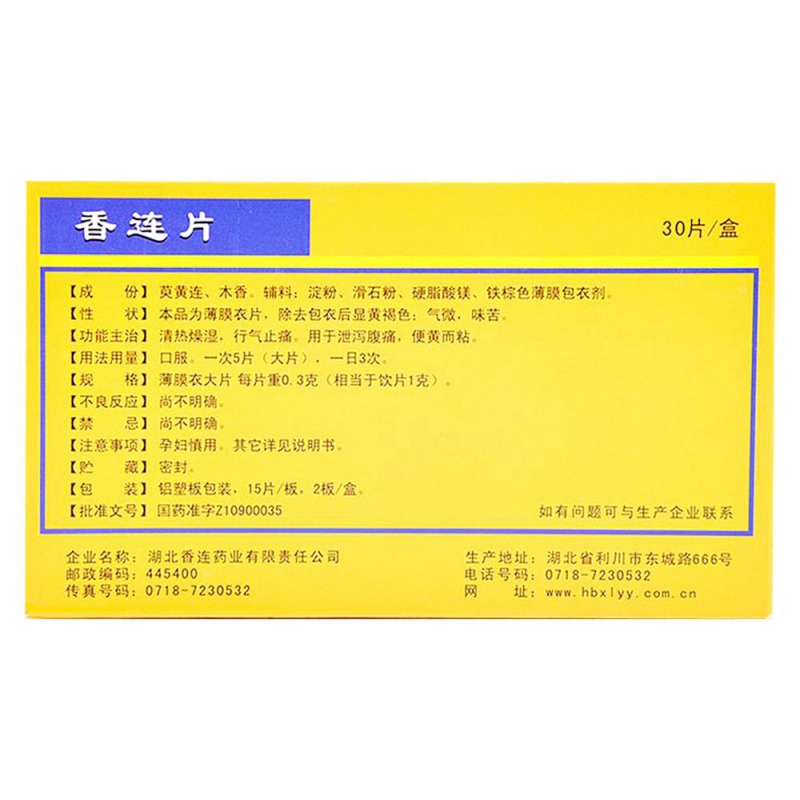 香连片
30片/盒
【成　份】萸黄连、木香。辅料：淀粉、滑石粉、硬脂酸镁、铁棕色薄膜包衣剂。
【性　状】本品为薄膜衣片，除去包衣后显黄褐色；气微，味苦。
【功能主治】清热燥湿，行气止痛。用于泄泻腹痛，便黄而粘。
【用法用量】口服。一次5片（大片），一日3次。
【规　格】薄膜衣大片 每片重0.3克（相当于饮片1克）。
【不良反应】尚不明确。
【禁　忌】尚不明确。
【注意事项】孕妇慎用。其它详见说明书。
【贮　藏】密封。
【包　装】铝塑板包装，15片/板，2板/盒。
【批准文号】国药准字Z10900035
如有问题可与生产企业联系
企业名称：湖北香连药业有限责任公司
邮政编码：445400
传真号码：0718-7230532
生产地址：湖北省利川市东城路666号
电话号码：0718-7230532
网　址：www.hbxlyy.com.cn